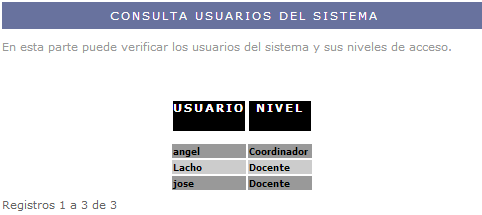 CONSULTA USUARIOS DEL SISTEMA
En esta parte puede verificar los usuarios del sistema y sus niveles de acceso.
USUARIO NIVEL
angel Coordinador
Lacho Docente
jose Docente
Registros 1 a 3 de 3